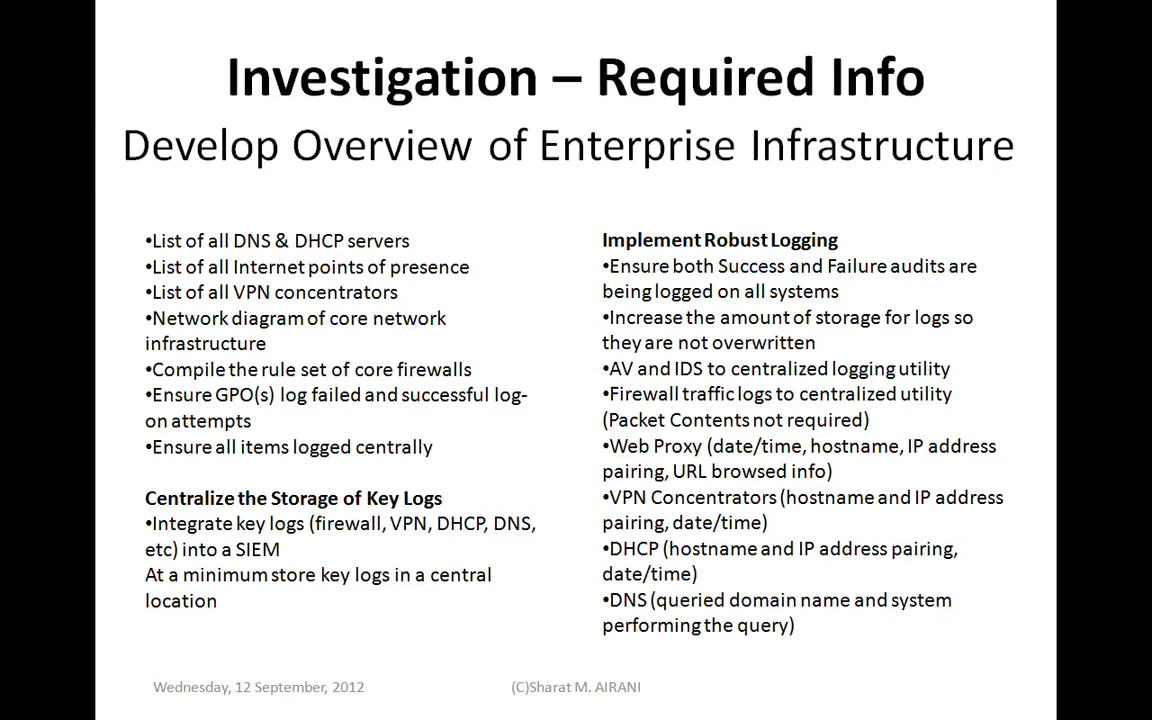 Investigation – Required Info
Develop Overview of Enterprise Infrastructure
•List of all DNS & DHCP servers
•List of all Internet points of presence
•List of all VPN concentrators
•Network diagram of core network
infrastructure
•Compile the rule set of core firewalls
•Ensure GPO(s) log failed and successful log-
on attempts
•Ensure all items logged centrally
Centralize the Storage of Key Logs
•Integrate key logs (firewall, VPN, DHCP, DNS,
etc) into a SIEM
At a minimum store key logs in a central
location
Implement Robust Logging
•Ensure both Success and Failure audits are
being logged on all systems
•Increase the amount of storage for logs so
they are not overwritten
•AV and IDS to centralized logging utility
•Firewall traffic logs to centralized utility
(Packet Contents not required)
•Web Proxy (date/time, hostname, IP address
pairing, URL browsed info)
•VPN Concentrators (hostname and IP address
pairing, date/time)
•DHCP (hostname and IP address pairing,
date/time)
•DNS (queried domain name and system
performing the query)
Wednesday, 12 September, 2012
(C)Sharat M. AIRANI